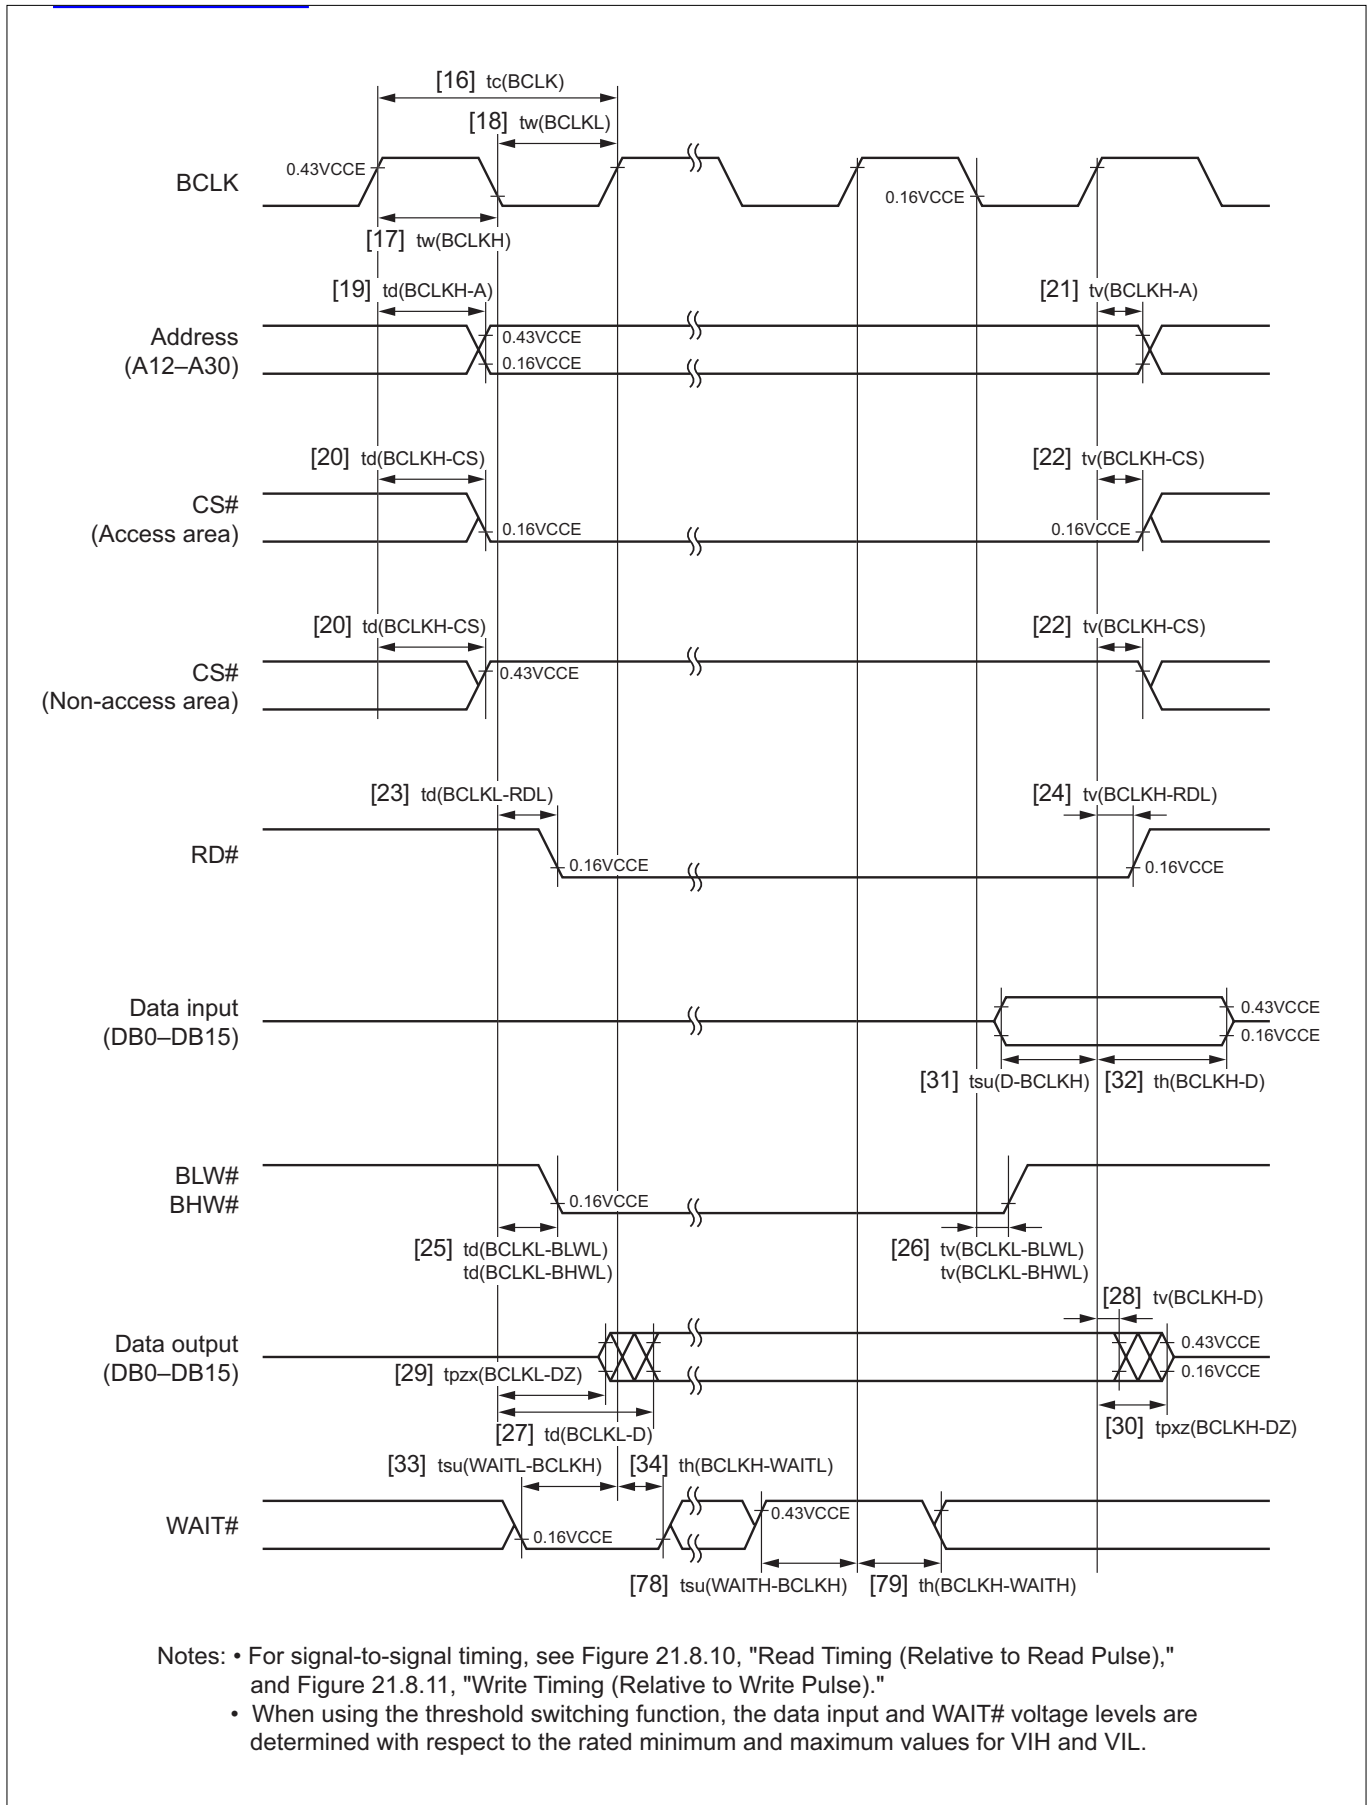 [16] tc(BCLK)
[18] tw(BCLKL)
0.43VCCE
BCLK
0.16VCCE
[17] tw(BCLKH)
[19] td(BCLKH-A)
[21] tv(BCLKH-A)
Address
(A12–A30)
0.43VCCE
0.16VCCE
[20] td(BCLKH-CS)
[22] tv(BCLKH-CS)
CS#
(Access area)
0.16VCCE
0.16VCCE
[20] td(BCLKH-CS)
[22] tv(BCLKH-CS)
CS#
(Non-access area)
0.43VCCE
[23] td(BCLKL-RDL)
[24] tv(BCLKH-RDL)
RD#
0.16VCCE
0.16VCCE
Data input
(DB0–DB15)
0.43VCCE
0.16VCCE
[31] tsu(D-BCLKH)
[32] th(BCLKH-D)
BLW#
BHW#
0.16VCCE
[25] td(BCLKL-BLWL)
td(BCLKL-BHWL)
[26] tv(BCLKL-BLWL)
tv(BCLKL-BHWL)
[28] tv(BCLKH-D)
Data output
(DB0–DB15)
0.43VCCE
0.16VCCE
[29] tpzx(BCLKL-DZ)
[27] td(BCLKL-D)
[30] tpxz(BCLKH-DZ)
[33] tsu(WAITL-BCLKH)
[34] th(BCLKH-WAITL)
WAIT#
0.16VCCE
0.43VCCE
[78] tsu(WAITH-BCLKH)
[79] th(BCLKH-WAITH)
Notes: • For signal-to-signal timing, see Figure 21.8.10, "Read Timing (Relative to Read Pulse),"
and Figure 21.8.11, "Write Timing (Relative to Write Pulse)."
• When using the threshold switching function, the data input and WAIT# voltage levels are
determined with respect to the rated minimum and maximum values for VIH and VIL.